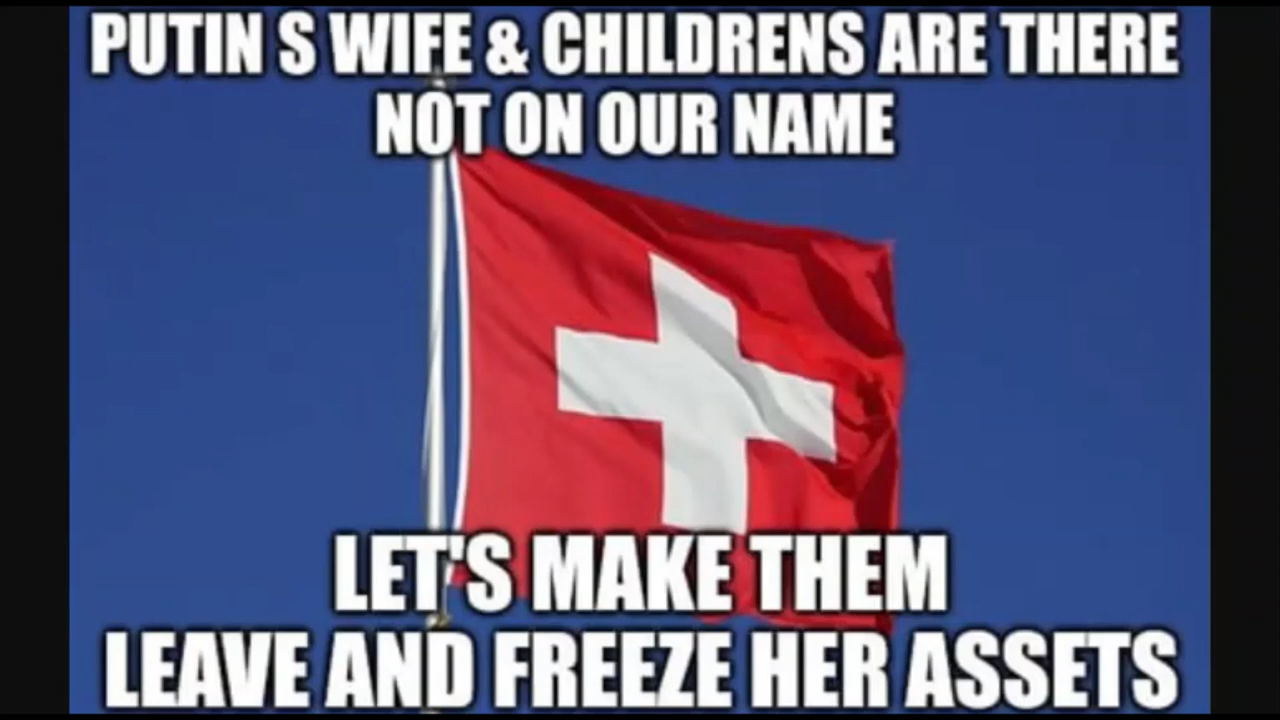 PUTIN S WIFE & CHILDRENS ARE THERE
NOT ON OUR NAME
LET'S MAKE THEM
LEAVE AND FREEZE HER ASSETS